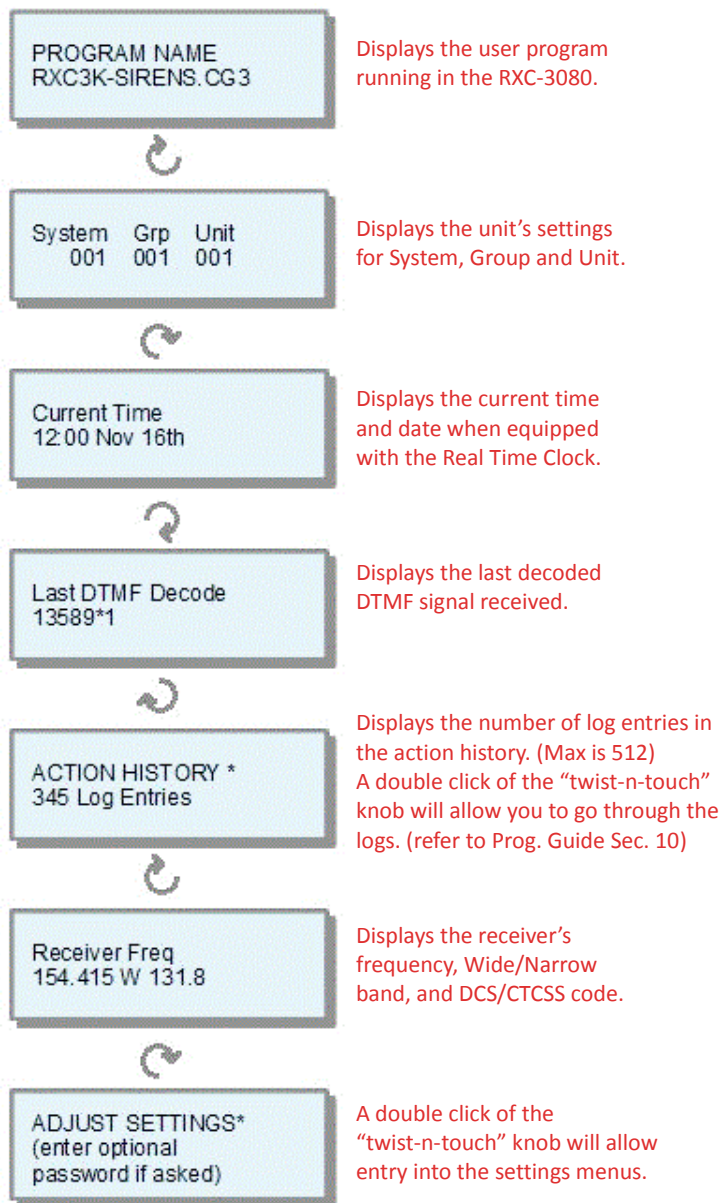 PROGRAM NAME
RXC3K-SIRENS.CG3
Displays the user program
running in the RXC-3080.
System Grp Unit
001 001 001
Displays the unit's settings
for System, Group and Unit.
Current Time
12:00 Nov 16th
Displays the current time
and date when equipped
with the Real Time Clock.
Last DTMF Decode
13589*1
Displays the last decoded
DTMF signal received.
ACTION HISTORY *
345 Log Entries
Displays the number of log entries in
the action history. (Max is 512)
A double click of the “twist-n-touch”
knob will allow you to go through the
logs. (refer to Prog. Guide Sec. 10)
Receiver Freq
154.415 W 131.8
Displays the receiver's
frequency, Wide/Narrow
band, and DCS/CTCSS code.
ADJUST SETTINGS*
(enter optional
password if asked)
A double click of the
“twist-n-touch” knob will allow
entry into the settings menus.